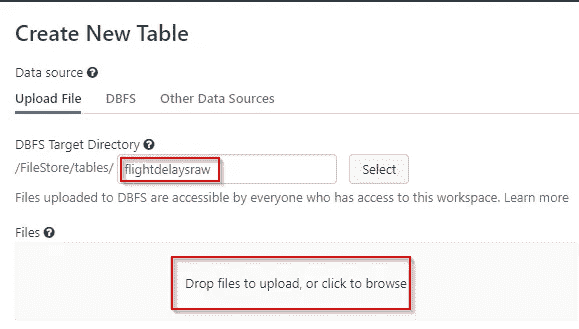 Create New Table
Data source ?
Upload File DBFS Other Data Sources
DBFS Target Directory ?
/FileStore/tables/ flightdelaysraw Select
Files uploaded to DBFS are accessible by everyone who has access to this workspace. Learn more
Files ?
Drop files to upload, or click to browse